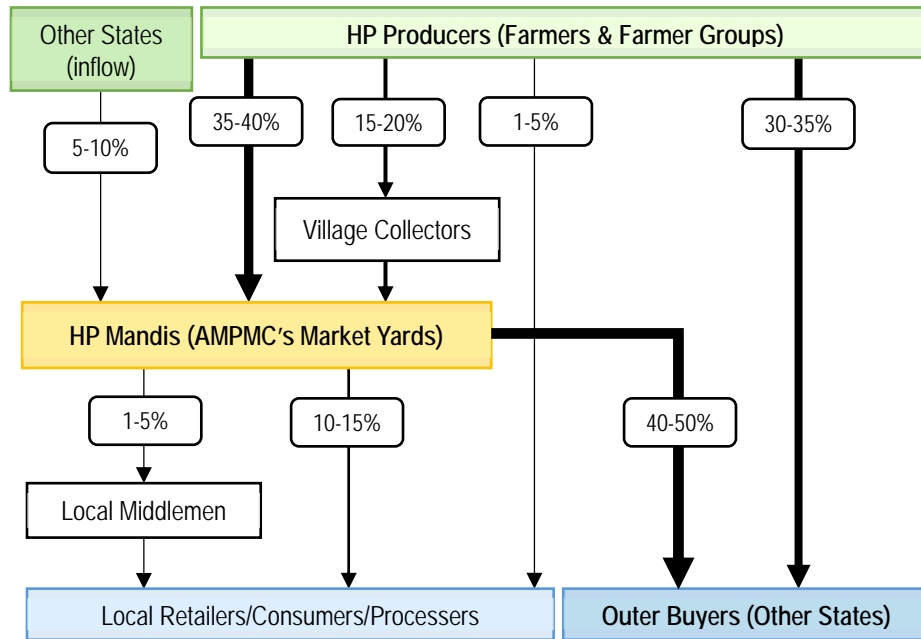 Other States
(inflow)
HP Producers (Farmers & Farmer Groups)
5-10%
35-40%
15-20%
1-5%
30-35%
Village Collectors
HP Mandis (AMPMC's Market Yards)
1-5%
10-15%
40-50%
Local Middlemen
Local Retailers/Consumers/Processers
Outer Buyers (Other States)